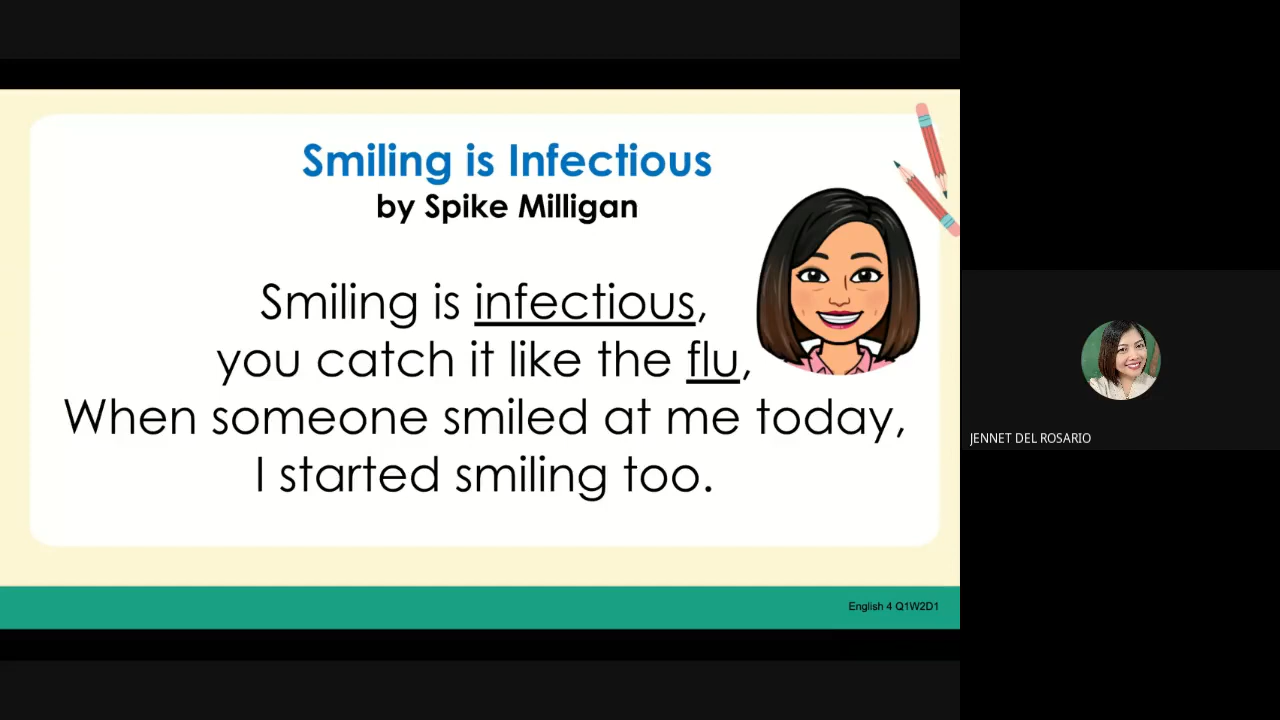 Smiling is Infectious
by Spike Milligan
Smiling is infectious,
you catch it like the flu,
When someone smiled at me today,
I started smiling too.
English 4 Q1W2D1
JENNET DEL ROSARIO